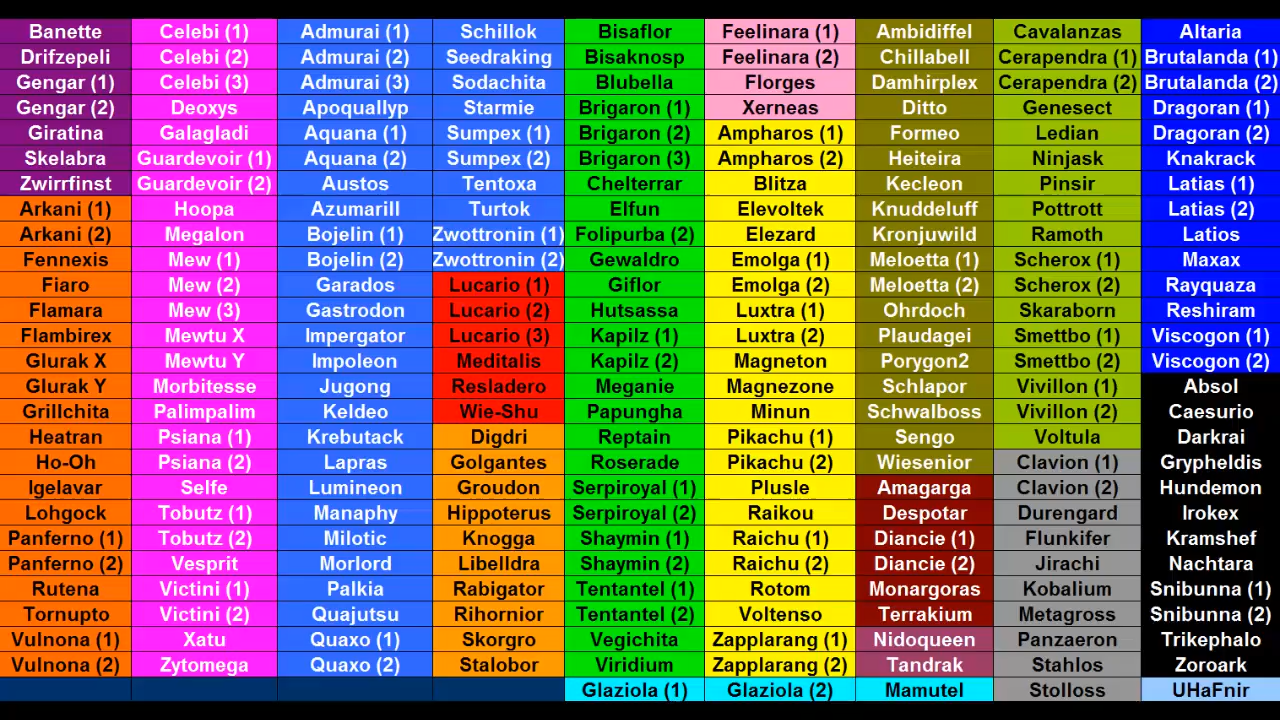 Banette Celebi (1) Admurai (1) Schillok Bisaflor Feelinara (1) Ambidiffel Cavalanzas Altaria
Drifzepeli Celebi (2) Admurai (2) Seedraking Bisaknosp Feelinara (2) Chillabell Cerapendra (1) Brutalanda (1)
Gengar (1) Celebi (3) Admurai (3) Sodachita Blubella Florges Damhirplex Cerapendra (2) Brutalanda (2)
Gengar (2) Deoxys Apoquallyp Starmie Brigaron (1) Xerneas Ditto Genesect Dragoran (1)
Giratina Galagladi Aquana (1) Sumpex (1) Brigaron (2) Ampharos (1) Formeo Ledian Dragoran (2)
Skelabra Guardevoir (1) Aquana (2) Sumpex (2) Brigaron (3) Ampharos (2) Heiteira Ninjask Knakrack
Zwirrfinst Guardevoir (2) Austos Tentoxa Chelterrar Blitza Kecleon Pinsir Latias (1)
Arkani (1) Hoopa Azumarill Turtok Elfun Elevoltek Knuddeluff Pottrott Latias (2)
Arkani (2) Megalon Bojelin (1) Zwottronin (1) Folipurba (2) Elezard Kronjuwild Ramoth Latios
Fennexis Mew (1) Bojelin (2) Zwottronin (2) Gewaldro Emolga (1) Meloetta (1) Scherox (1) Maxax
Fiaro Mew (2) Garados Lucario (1) Giflor Emolga (2) Meloetta (2) Scherox (2) Rayquaza
Flamara Mew (3) Gastrodon Lucario (2) Hutsassa Luxtra (1) Ohrdoch Skaraborn Reshiram
Flambirex Mewtu X Impergator Lucario (3) Kapilz (1) Luxtra (2) Plaudagei Smettbo (1) Viscogon (1)
Glurak X Mewtu Y Impoleon Meditalis Kapilz (2) Magneton Porygon2 Smettbo (2) Viscogon (2)
Glurak Y Morbitesse Jugong Resladero Meganie Magnezone Schlapor Vivillon (1) Absol
Grillchita Palimpalim Keldeo Wie-Shu Papungha Minun Schwalboss Vivillon (2) Caesurio
Heatran Psiana (1) Krebutack Digdri Reptain Pikachu (1) Sengo Voltula Darkrai
Ho-Oh Psiana (2) Lapras Golgantes Roserade Pikachu (2) Wiesenior Clavion (1) Grypheldis
Igelavar Selfe Lumineon Groudon Serpiroyal (1) Plusle Amagarga Clavion (2) Hundemon
Lohgock Tobutz (1) Manaphy Hippoterus Serpiroyal (2) Raikou Despotar Durengard Irokex
Panferno (1) Tobutz (2) Milotic Knogga Shaymin (1) Raichu (1) Diancie (1) Flunkifer Kramshef
Panferno (2) Vesprit Morlord Libelldra Shaymin (2) Raichu (2) Diancie (2) Jirachi Nachtara
Rutena Victini (1) Palkia Rabigator Tentantel (1) Rotom Monargoras Kobalium Snibunna (1)
Tornupto Victini (2) Quajutsu Rihornior Tentantel (2) Voltenso Terrakium Metagross Snibunna (2)
Vulnona (1) Xatu Quaxo (1) Skorgro Vegichita Zapplarang (1) Nidoqueen Panzaeron Trikephalo
Vulnona (2) Zytomega Quaxo (2) Stalobor Viridium Zapplarang (2) Tandrak Stahlos Zoroark
Glaziola (1) Glaziola (2) Mamutel Stolloss UHaFnir